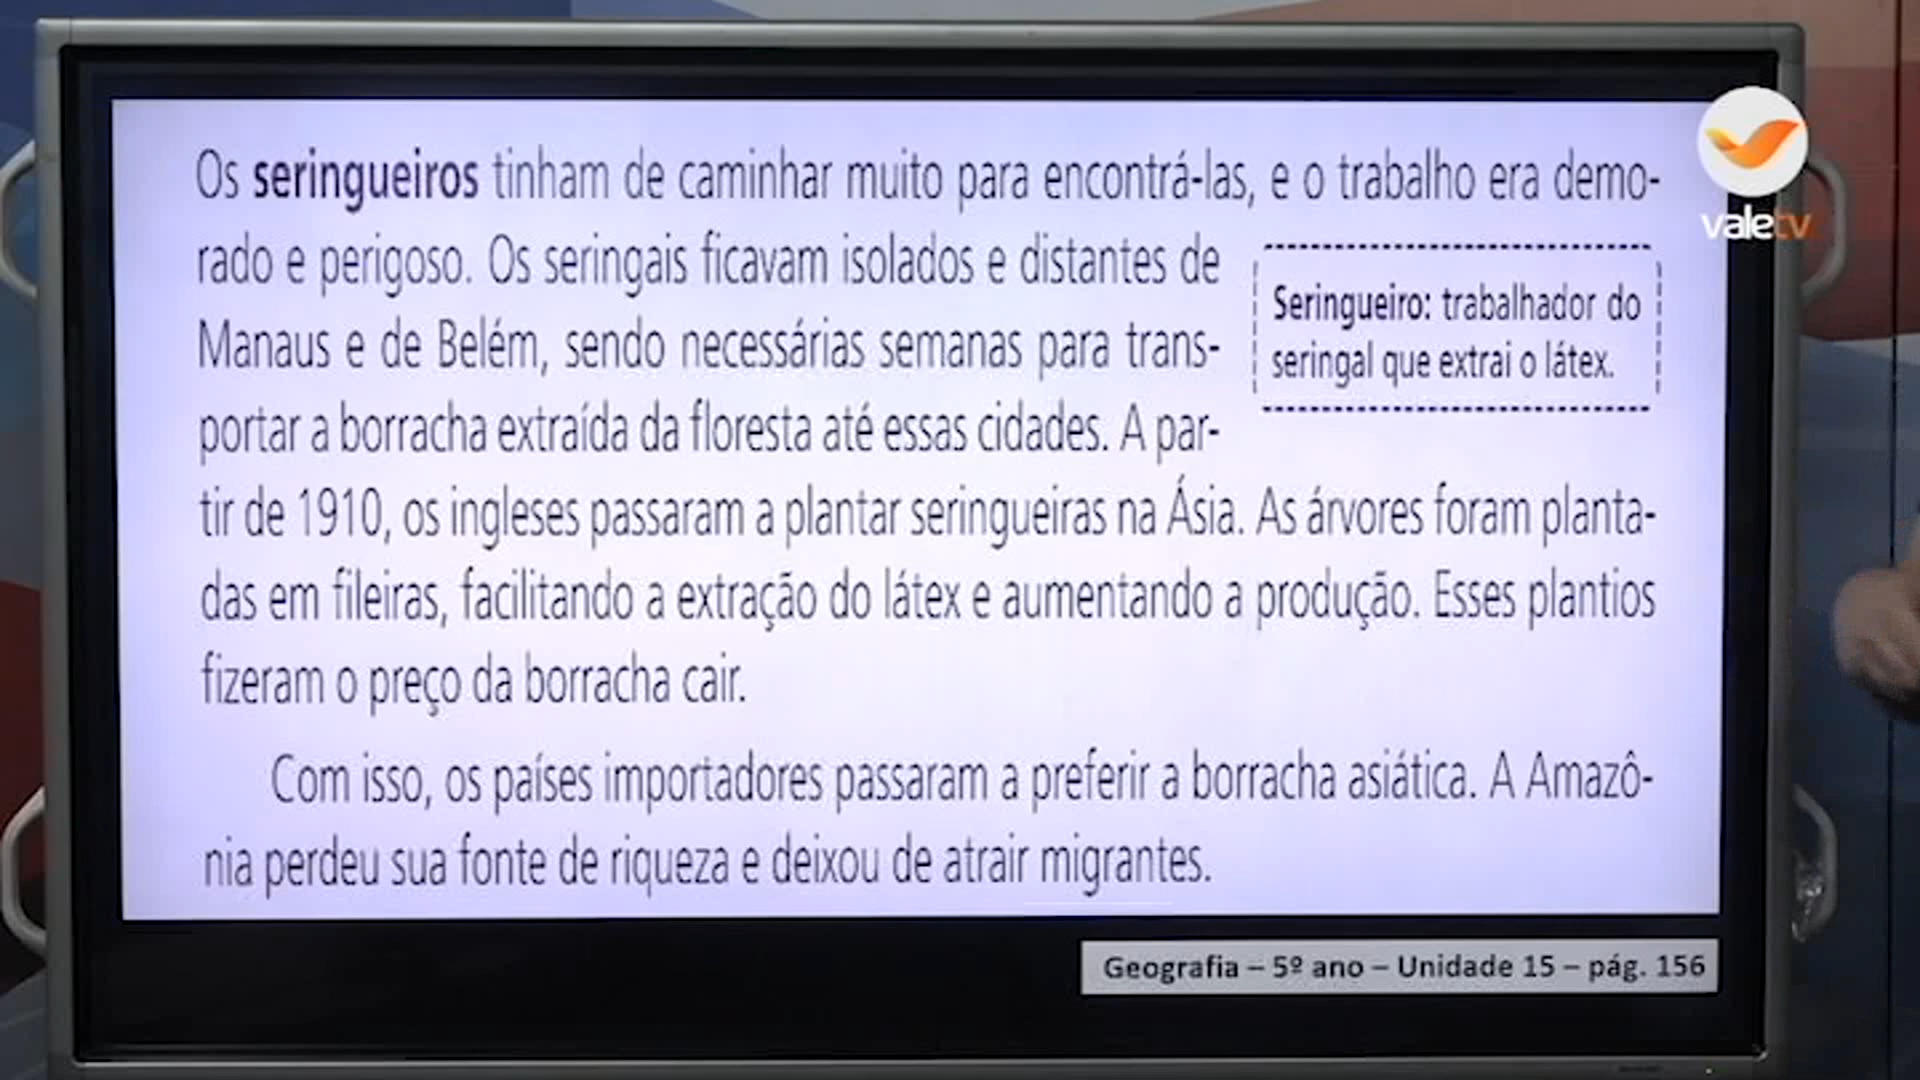 Os seringueiros tinham de caminhar muito para encontrá-las, e o trabalho era demo-
rado e perigoso. Os seringais ficavam isolados e distantes de
Manaus e de Belém, sendo necessárias semanas para trans-
portar a borracha extraída da floresta até essas cidades. A par-
tir de 1910, os ingleses passaram a plantar seringueiras na Ásia. As árvores foram planta-
das em fileiras, facilitando a extração do látex e aumentando a produção. Esses plantios
fizeram o preço da borracha cair.
Com isso, os países importadores passaram a preferir a borracha asiática. A Amazô-
nia perdeu sua fonte de riqueza e deixou de atrair migrantes.
Seringueiro: trabalhador do
seringal que extrai o látex.
valetv
Geografia – 5º ano – Unidade 15 – pág. 156